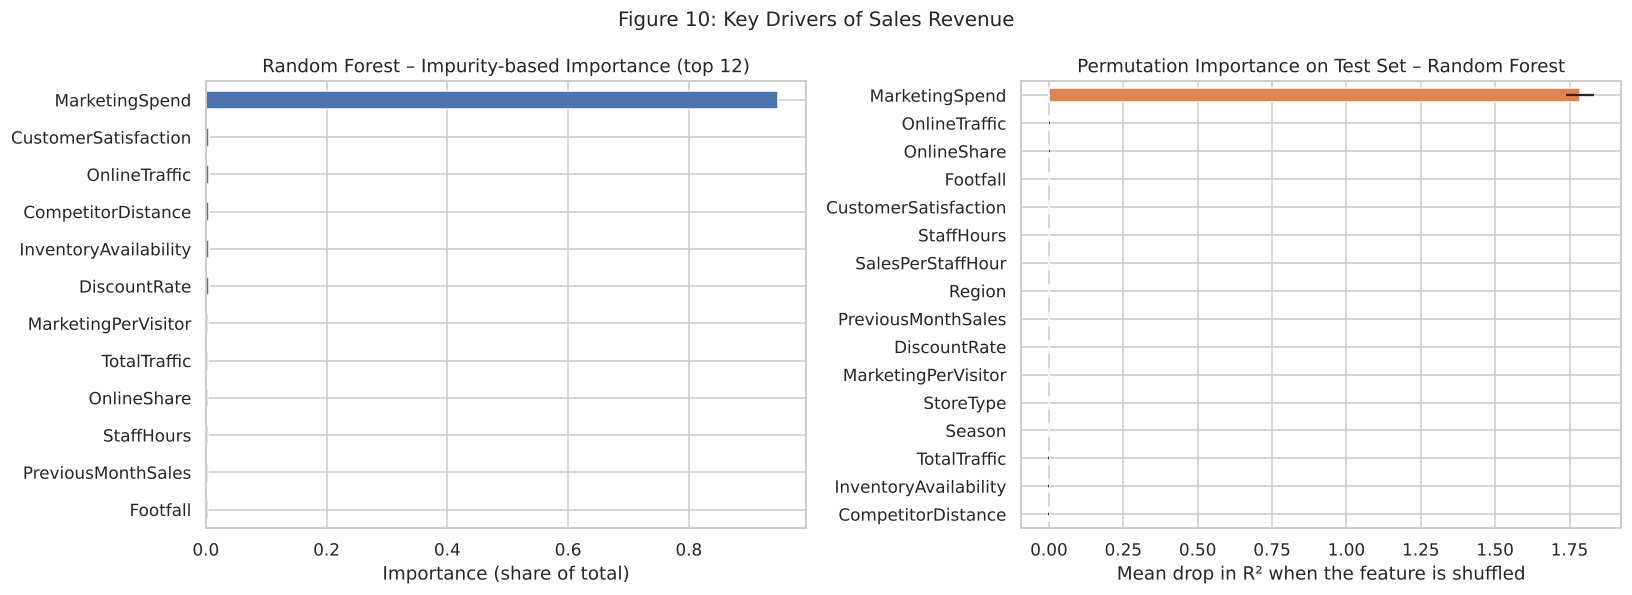 Figure 10: Key Drivers of Sales Revenue
Random Forest – Impurity-based Importance (top 12)
MarketingSpend
CustomerSatisfaction
OnlineTraffic
CompetitorDistance
InventoryAvailability
DiscountRate
MarketingPerVisitor
TotalTraffic
OnlineShare
StaffHours
PreviousMonthSales
Footfall
0.0 0.2 0.4 0.6 0.8
Importance (share of total)
Permutation Importance on Test Set – Random Forest
MarketingSpend
OnlineTraffic
OnlineShare
Footfall
CustomerSatisfaction
StaffHours
SalesPerStaffHour
Region
PreviousMonthSales
DiscountRate
MarketingPerVisitor
StoreType
Season
TotalTraffic
InventoryAvailability
CompetitorDistance
0.00 0.25 0.50 0.75 1.00 1.25 1.50 1.75
Mean drop in R² when the feature is shuffled